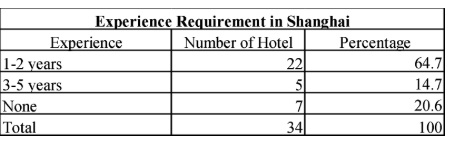 Experience Requirement in Shanghai
Experience Number of Hotel Percentage
1-2 years 22 64.7
3-5 years 5 14.7
None 7 20.6
Total 34 100